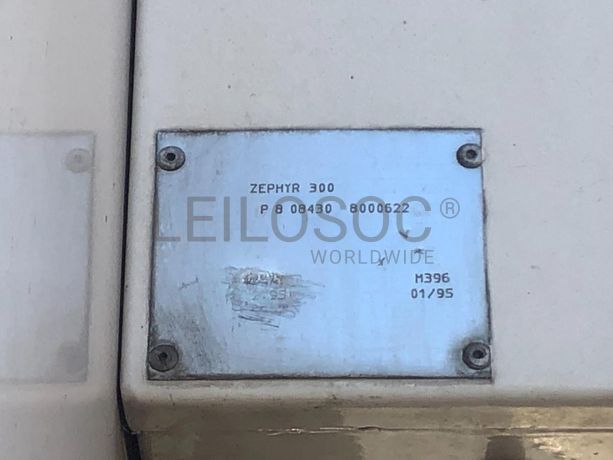 ZEPHYR 300
P 8 08430 8000622
LEILOSOC®
WORLDWIDE
M396
01/95